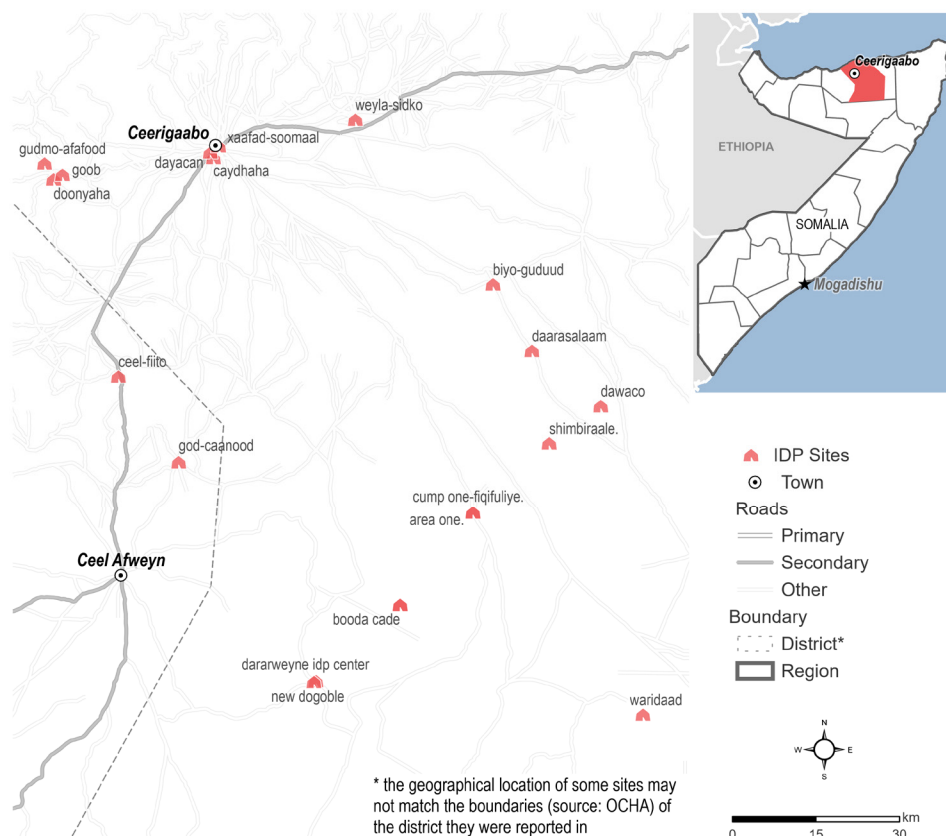 weyla-sidko
Ceerigaabo
xaafad-soomaal
gudmo-afafood
dayacan
goob
caydhaha
doonyaha
biyo-guduud
daarasalaam
ceel-fiito
dawaco
shimbiraale.
god-caanood
cump one-fiqifuliye.
area one.
Ceel Afweyn
booda cade
dararweyne idp center
new dogoble
waridaad
* the geographical location of some sites may
not match the boundaries (source: OCHA) of
the district they were reported in
Ceerigaabo
ETHIOPIA
SOMALIA
Mogadishu
IDP Sites
Town
Roads
Primary
Secondary
Other
Boundary
District*
Region
N
W E
S
km
0 15 30